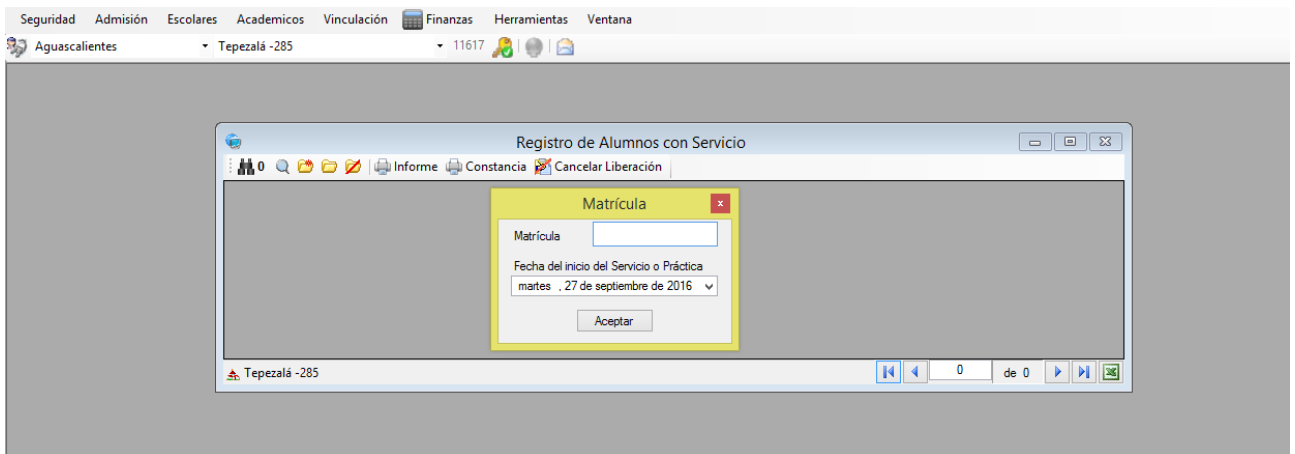 Seguridad Admisión Escolares Academicos Vinculación Finanzas Herramientas Ventana
Aguascalientes Tepezalá -285 11617
Registro de Alumnos con Servicio
0 Informe Constancia Cancelar Liberación
Matrícula x
Matrícula
Fecha del inicio del Servicio o Práctica
martes , 27 de septiembre de 2016
Aceptar
Tepezalá -285 0 de 0